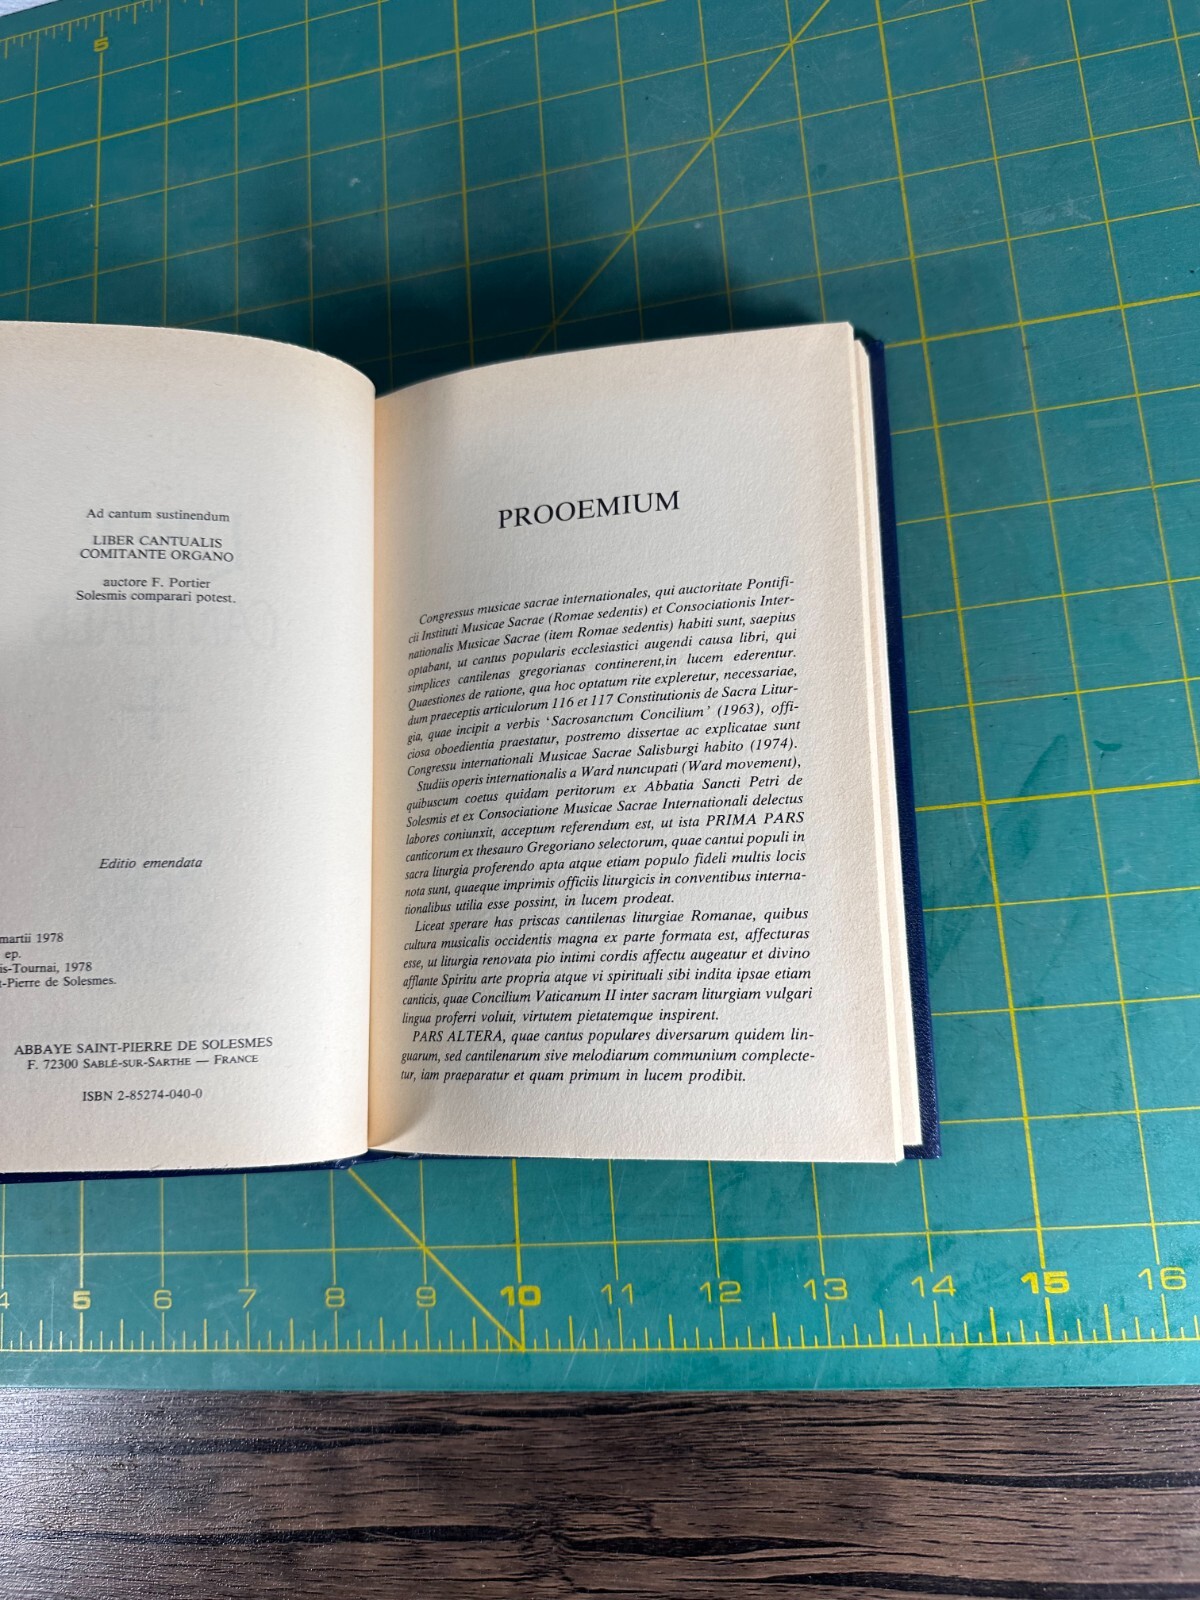 5
Ad cantum sustinendum
LIBER CANTUALIS
COMITANTE ORGANO
auctore F. Portier
Solesmis comparari potest.
Editio emendata
martii 1978
ep.
is-Tournai, 1978
t-Pierre de Solesmes.
ABBAYE SAINT-PIERRE DE SOLESMES
F. 72300 SABLÉ-SUR-SARTHE — FRANCE
ISBN 2-85274-040-0
PROOEMIUM
Congressus musicae sacrae internationales, qui auctoritate Pontifi-
cii Instituti Musicae Sacrae (Romae sedentis) et Consociationis Inter-
nationalis Musicae Sacrae (item Romae sedentis) habiti sunt, saepius
optabant, ut cantus popularis ecclesiastici augendi causa libri, qui
simplices cantilenas gregorianas continerent,in lucem ederentur.
Quaestiones de ratione, qua hoc optatum rite expleretur, necessariae,
dum praeceptis articulorum 116 et 117 Constitutionis de Sacra Litur-
gia, quae incipit a verbis ‘Sacrosanctum Concilium’ (1963), offi-
ciosa oboedientia praestatur, postremo dissertae ac explicatae sunt
Congressu internationali Musicae Sacrae Salisburgi habito (1974).
Studiis operis internationalis a Ward nuncupati (Ward movement),
quibuscum coetus quidam peritorum ex Abbatia Sancti Petri de
Solesmis et ex Consociatione Musicae Sacrae Internationali delectus
labores coniunxit, acceptum referendum est, ut ista PRIMA PARS
canticorum ex thesauro Gregoriano selectorum, quae cantui populi in
sacra liturgia proferendo apta atque etiam populo fideli multis locis
nota sunt, quaeque imprimis officiis liturgicis in conventibus interna-
tionalibus utilia esse possint, in lucem prodeat.
Liceat sperare has priscas cantilenas liturgiae Romanae, quibus
cultura musicalis occidentis magna ex parte formata est, affecturas
esse, ut liturgia renovata pio intimi cordis affectu augeatur et divino
afflante Spiritu arte propria atque vi spirituali sibi indita ipsae etiam
canticis, quae Concilium Vaticanum II inter sacram liturgiam vulgari
lingua proferri voluit, virtutem pietatemque inspirent.
PARS ALTERA, quae cantus populares diversarum quidem lin-
guarum, sed cantilenarum sive melodiarum communium complecte-
tur, iam praeparatur et quam primum in lucem prodibit.
4 5 6 7 8 9 10 11 12 13 14 15 16